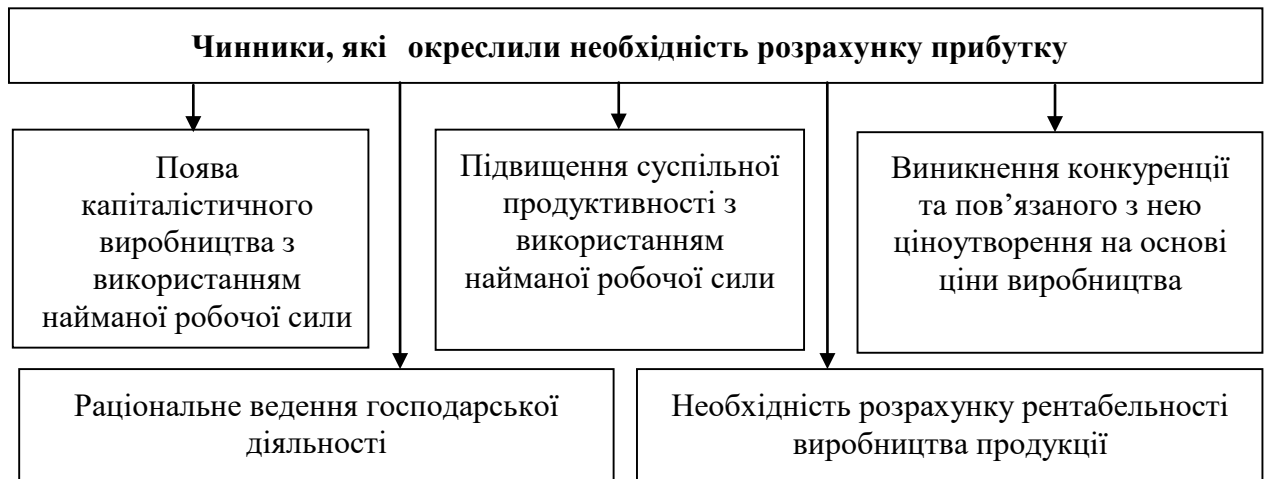 Чинники, які окреслили необхідність розрахунку прибутку
Поява
капіталістичного
виробництва з
використанням
найманої робочої сили
Підвищення суспільної
продуктивності з
використанням
найманої робочої сили
Виникнення конкуренції
та пов’язаного з нею
ціноутворення на основі
ціни виробництва
Раціональне ведення господарської
діяльності
Необхідність розрахунку рентабельності
виробництва продукції